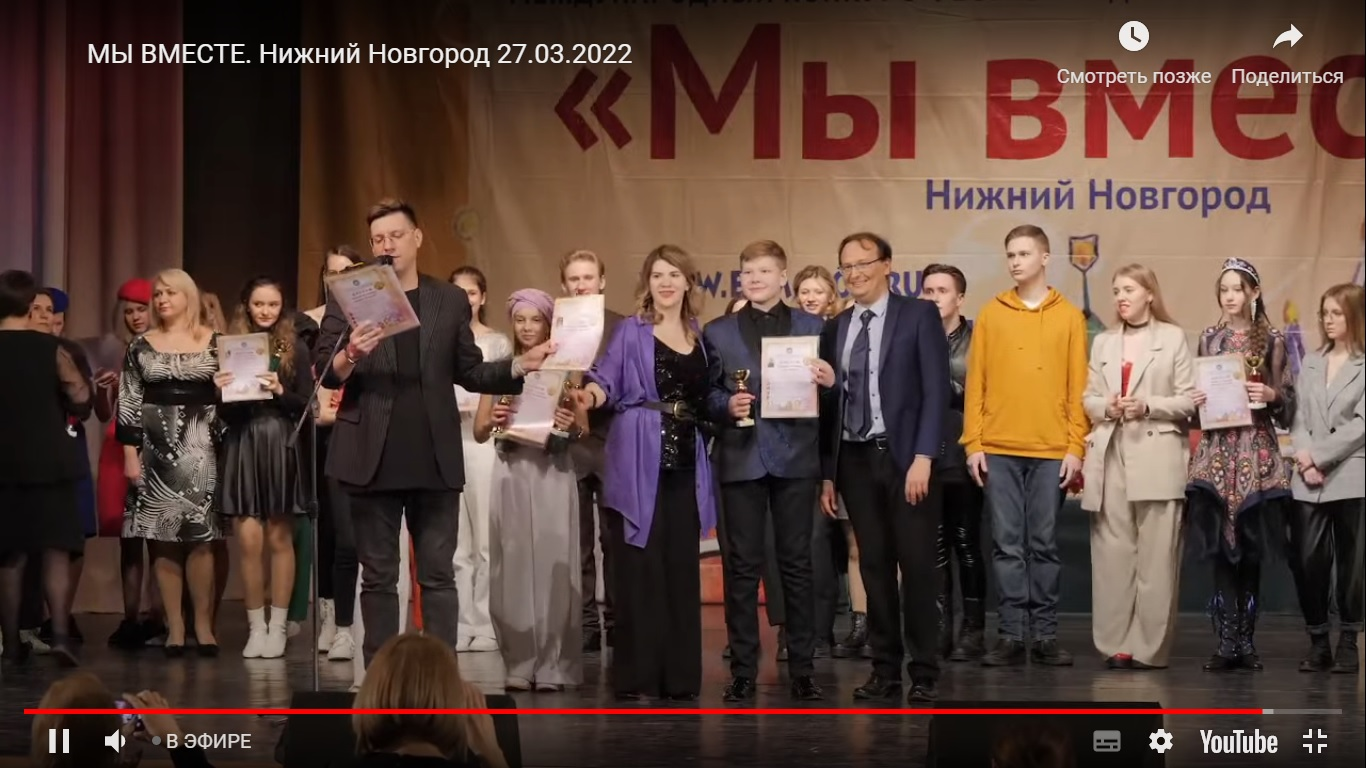 МЫ ВМЕСТЕ. Нижний Новгород 27.03.2022
Смотреть позже
Поделиться
«Мы вмес
Нижний Новгород
В ЭФИРЕ
YouTube